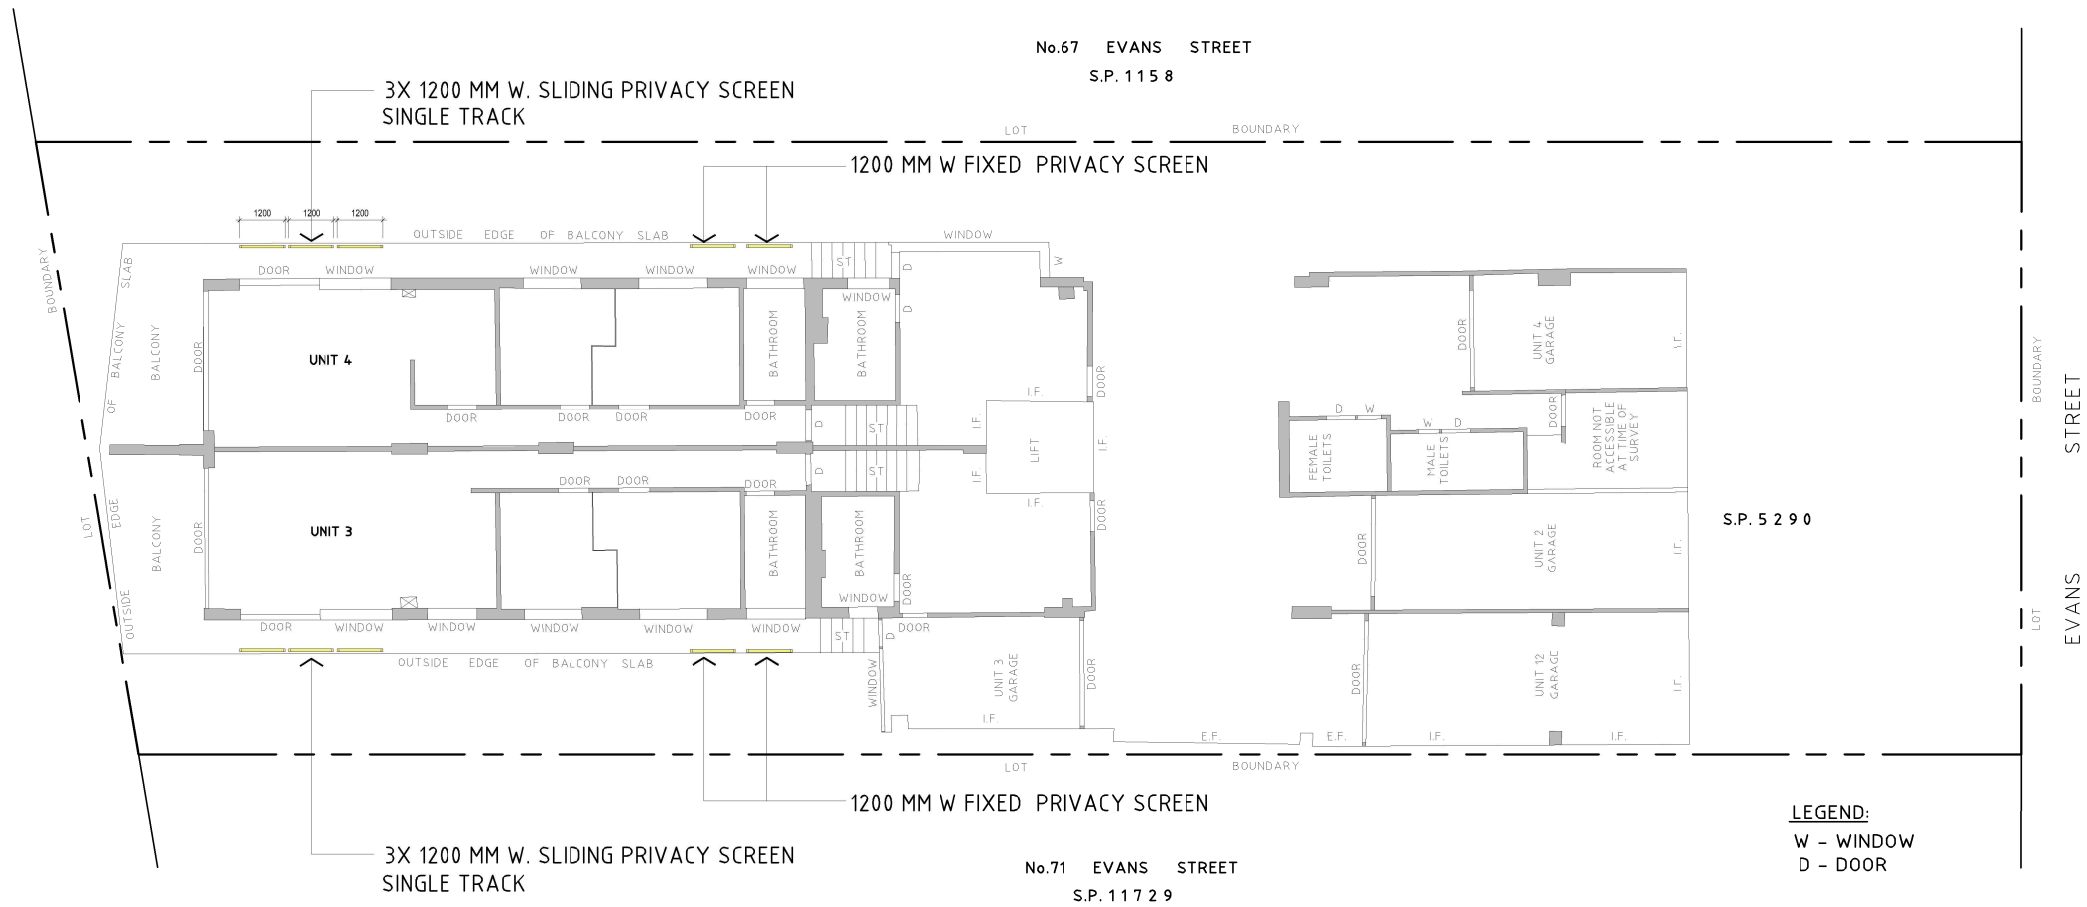 No.67 EVANS STREET
S.P. 1158
3X 1200 MM W. SLIDING PRIVACY SCREEN
SINGLE TRACK
LOT BOUNDARY
1200 MM W FIXED PRIVACY SCREEN
1200 1200 1200
OUTSIDE EDGE OF BALCONY SLAB
WINDOW
BOUNDARY
SLAB
DOOR
WINDOW
WINDOW
WINDOW
WINDOW
ST
D
W
WINDOW
D
OF BALCONY
BALCONY
DOOR
UNIT 4
BATHROOM
BATHROOM
DOOR
UNIT 4
GARAGE
I.F.
BOUNDARY
STREET
I.F.
DOOR
DOOR
DOOR
DOOR
DOOR
D
ST
I.F.
LIFT
I.F.
D W
W D
DOOR
FEMALE
TOILETS
MALE
TOILETS
ROOM NOT
ACCESSIBLE
AT TIME OF
SURVEY
DOOR
DOOR
DOOR
D
ST
I.F.
I.F.
LOT
EDGE
BALCONY
DOOR
UNIT 3
BATHROOM
BATHROOM
DOOR
DOOR
UNIT 2
GARAGE
I.F.
S.P. 5290
OUTSIDE
WINDOW
DOOR
DOOR
WINDOW
WINDOW
WINDOW
WINDOW
WINDOW
ST
D
DOOR
LOT
EVANS
OUTSIDE EDGE OF BALCONY SLAB
WINDOW
UNIT 3
GARAGE
DOOR
DOOR
UNIT 12
GARAGE
I.F.
I.F.
E.F.
E.F.
I.F.
I.F.
LOT BOUNDARY
1200 MM W FIXED PRIVACY SCREEN
3X 1200 MM W. SLIDING PRIVACY SCREEN
SINGLE TRACK
No.71 EVANS STREET
S.P. 11729
LEGEND:
W - WINDOW
D - DOOR